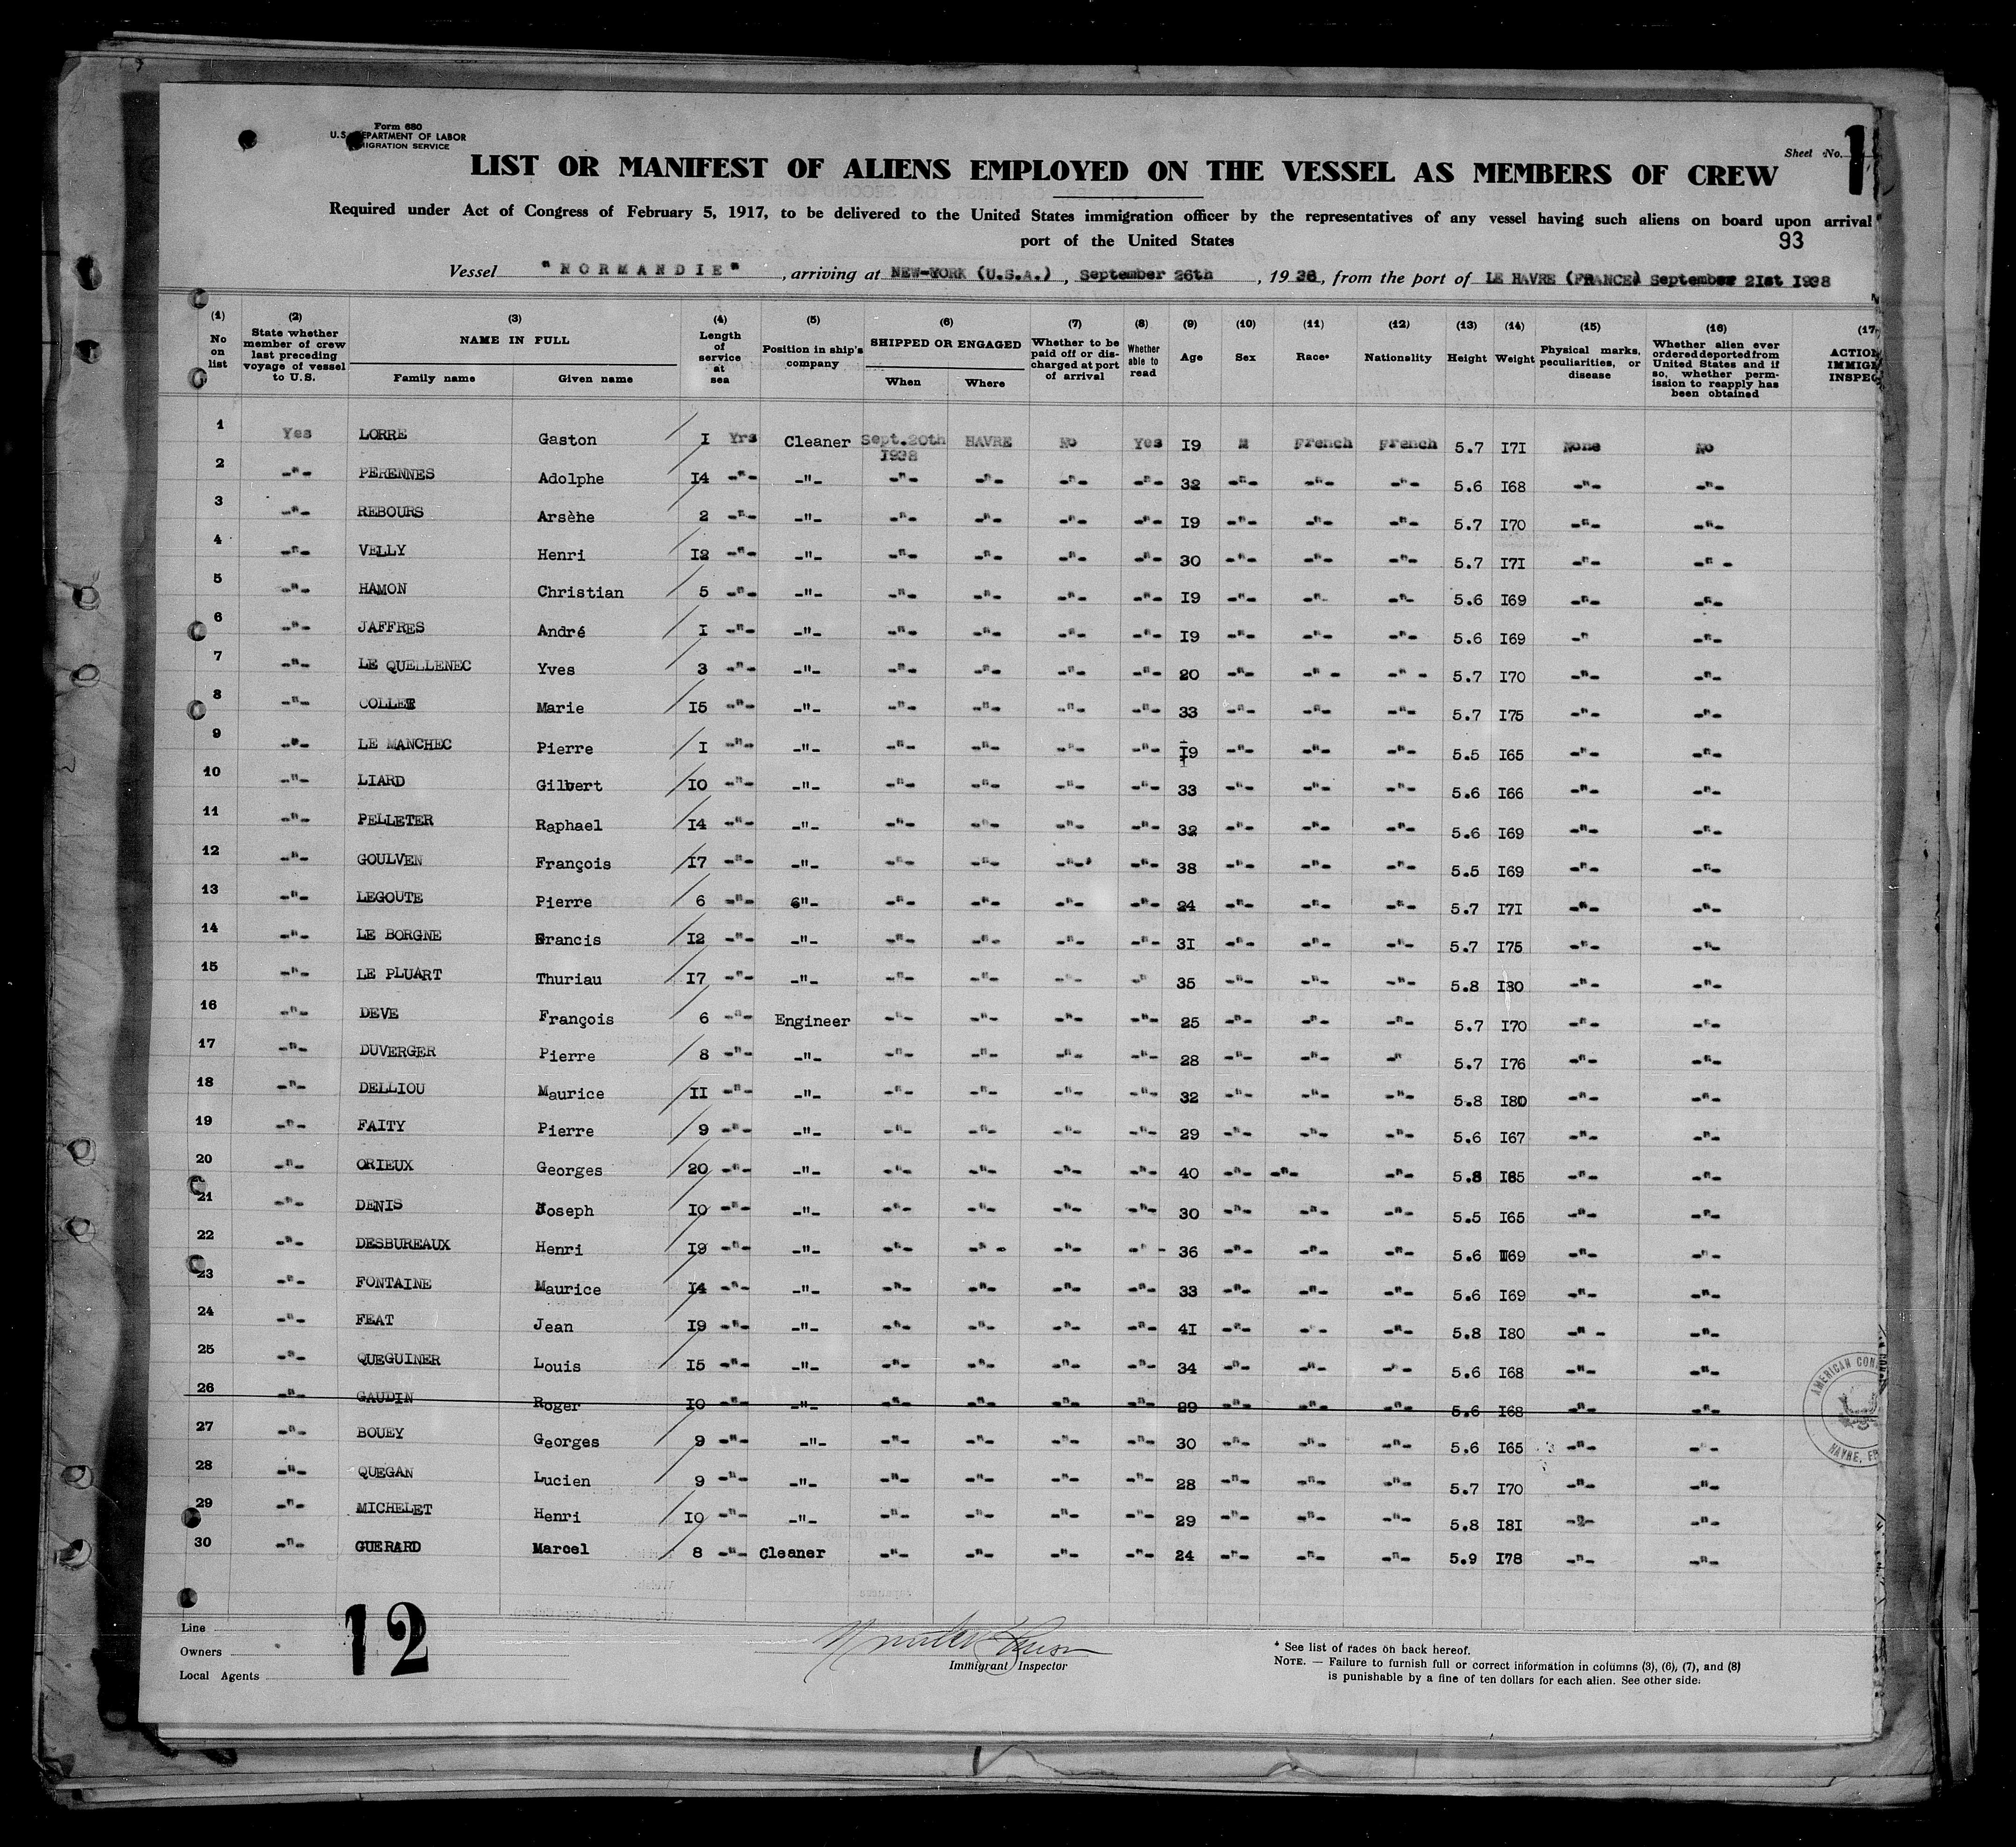 Form 680
U.S. DEPARTMENT OF LABOR
IMMIGRATION SERVICE
Sheet No. 1
LIST OR MANIFEST OF ALIENS EMPLOYED ON THE VESSEL AS MEMBERS OF CREW
Required under Act of Congress of February 5, 1917, to be delivered to the United States immigration officer by the representatives of any vessel having such aliens on board upon arrival
port of the United States
93
Vessel "NORMANDIE", arriving at NEW-YORK (U.S.A.), September 26th, 1938, from the port of LE HAVRE (FRANCE) September 21st I938
(1) No on list (2) State whether member of crew last preceding voyage of vessel to U.S. (3) NAME IN FULL Family name Given name (4) Length of service at sea (5) Position in ship's company (6) SHIPPED OR ENGAGED When Where (7) Whether to be paid off or discharged at port of arrival (8) Whether able to read (9) Age (10) Sex (11) Race* (12) Nationality (13) Height (14) Weight (15) Physical marks, peculiarities, or disease (16) Whether alien ever ordered deported from United States and if so, whether permission to reapply has been obtained (17) ACTION IMMIG INSPEC
1 Yes LORRE Gaston I Yrs Cleaner Sept.20th I938 HAVRE No Yes I9 M French French 5.7 I7I None No
2 -"- PERENNES Adolphe I4 -"- -"- -"- -"- -"- -"- 32 -"- -"- -"- 5.6 I68 -"- -"-
3 -"- REBOURS Arsèhe 2 -"- -"- -"- -"- -"- -"- I9 -"- -"- -"- 5.7 I70 -"- -"-
4 -"- VELLY Henri I2 -"- -"- -"- -"- -"- -"- 30 -"- -"- -"- 5.7 I7I -"- -"-
5 -"- HAMON Christian 5 -"- -"- -"- -"- -"- -"- I9 -"- -"- -"- 5.6 I69 -"- -"-
6 -"- JAFFRES André I -"- -"- -"- -"- -"- -"- I9 -"- -"- -"- 5.6 I69 -" -"-
7 -"- LE QUELLENEC Yves 3 -"- -"- -"- -"- -"- -"- 20 -"- -"- -"- 5.7 I70 -"- -"-
8 -"- COLLET Marie I5 -"- -"- -"- -"- -"- -"- 33 -"- -"- -"- 5.7 I75 -"- -"-
9 -"- LE MANCHEC Pierre I -"- -"- -"- -"- -"- -"- I9 -"- -"- -"- 5.5 I65 -"- -"-
10 -"- LIARD Gilbert IO -"- -"- -"- -"- -"- -"- 33 -"- -"- -"- 5.6 I66 -"- -"-
11 -"- PELLETER Raphael I4 -"- -"- -"- -"- -"- -"- 32 -"- -"- -"- 5.6 I69 -"- -"-
12 -"- GOULVEN François I7 -"- -"- -"- -"- -"- -"- 38 -"- -"- -"- 5.5 I69 -"- -"-
13 -"- LEGOUTE Pierre 6 -"- 6"- -"- -"- -"- -"- 24 -"- -"- -"- 5.7 I7I -"- -"-
14 -"- LE BORGNE Francis I2 -"- -"- -"- -"- -"- -"- 3I -"- -"- -"- 5.7 I75 -"- -"-
15 -"- LE PLUART Thuriau I7 -"- -"- -"- -"- -"- " 35 -"- -"- -"- 5.8 I80 -"- -"-
16 -"- DEVE François 6 -"- Engineer -"- -"- -"- -"- 25 -"- -"- -"- 5.7 I70 -"- -"-
17 -"- DUVERGER Pierre 8 -"- -"- -"- -"- -"- -"- 28 -"- -"- -" 5.7 I76 -"- -"-
18 -"- DELLIOU Maurice II -"- -"- -"- -"- -"- -"- 32 -"- -"- -"- 5.8 I80 -"- -"-
19 -"- FAITY Pierre 9 -"- -"- -"- -"- -"- -"- 29 -"- -"- -"- 5.6 I67 -"- -"-
20 -"- ORIEUX Georges 20 -"- -"- -"- -"- -"- -"- 40 -"- -"- -"- 5.8 I85 -"- -"-
21 -"- DENIS Joseph IO -"- -"- -"- -"- -"- -"- 30 -"- -"- -"- 5.5 I65 -"- -"-
22 -"- DESBUREAUX Henri I9 -"- -"- -"- -"- -"- -"- 36 -"- -"- -"- 5.6 I69 -"- -"-
23 -"- FONTAINE Maurice I4 -"- -"- -"- -"- -"- -"- 33 -"- -"- -"- 5.6 I69 -"- -"-
24 -"- FEAT Jean I9 -"- -"- -"- -"- -"- -"- 4I -"- -"- -"- 5.8 I80 -"- -"-
25 -"- QUEGUINER Louis I5 -"- -"- -"- -"- -"- -"- 34 -"- -"- -"- 5.6 I68 -"- -"-
26 -"- GAUDIN Roger IO -"- -"- -"- -"- -"- -"- 29 -"- -"- -"- 5.6 I68 -"- -"-
27 -"- BOUEY Georges 9 -"- -"- -"- -"- -"- -"- 30 -"- -"- -"- 5.6 I65 -"- -"-
28 -"- QUEGAN Lucien 9 -"- -"- -"- -"- -"- -"- 28 -"- -"- -"- 5.7 I70 -"- -"-
29 -"- MICHELET Henri IO -"- -"- -"- -"- -"- -"- 29 -"- -"- -"- 5.8 I8I -"- -"-
30 -"- GUERARD Marcel 8 -"- Cleaner -"- -"- -"- -"- 24 -"- -"- -"- 5.9 I78 -"- -"-
AMERICAN CON
HAVRE, F
Line
Owners
Local Agents
12
Immigrant Inspector
* See list of races on back hereof.
NOTE. — Failure to furnish full or correct information in columns (3), (6), (7), and (8)
is punishable by a fine of ten dollars for each alien. See other side.